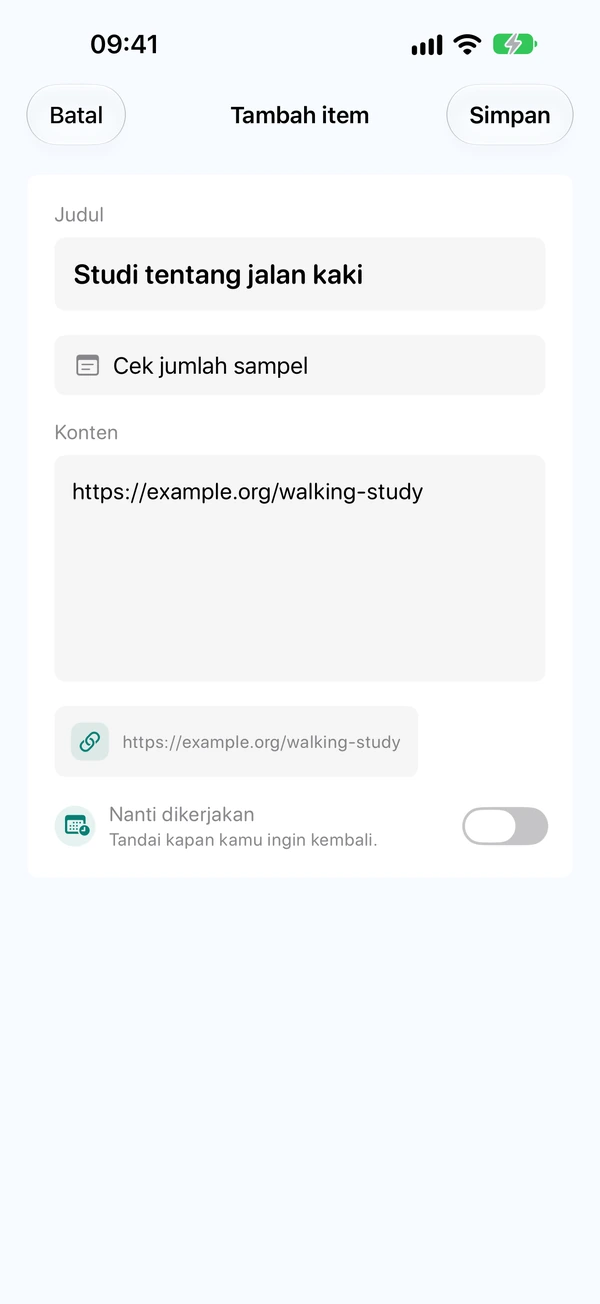 09:41
Batal
Tambah item
Simpan
Judul
Studi tentang jalan kaki
Cek jumlah sampel
Konten
https://example.org/walking-study
https://example.org/walking-study
Nanti dikerjakan
Tandai kapan kamu ingin kembali.